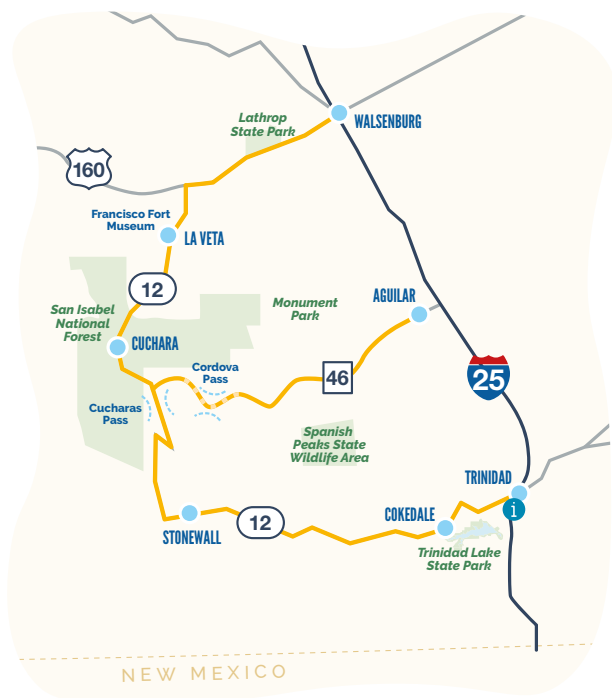 Lathrop
State Park
WALSENBURG
160
Francisco Fort
Museum
LA VETA
12
San Isabel
National
Forest
CUCHARA
Monument
Park
AGUILAR
Cordova
Pass
46
25
Cucharas
Pass
Spanish
Peaks State
Wildlife Area
TRINIDAD
i
COKEDALE
STONEWALL
12
Trinidad Lake
State Park
NEW MEXICO